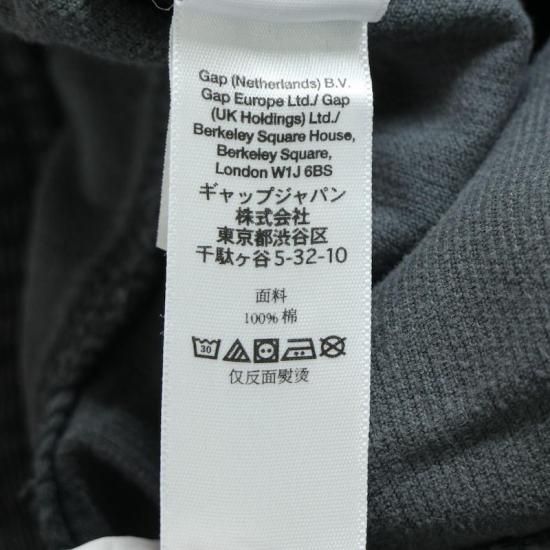 Gap (Netherlands) B.V.
Gap Europe Ltd./ Gap
(UK Holdings) Ltd./
Berkeley Square House,
Berkeley Square,
London W1J 6BS
ギャップジャパン
株式会社
東京都渋谷区
千駄ヶ谷5-32-10
面料
100% 棉
30
仅反面熨烫